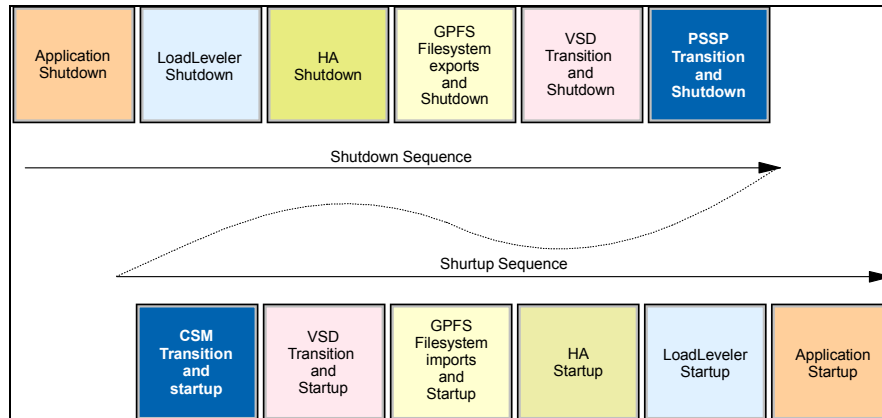 Application
Shutdown
LoadLeveler
Shutdown
HA
Shutdown
GPFS
Filesystem
exports
and
Shutdown
VSD
Transition
and
Shutdown
PSSP
Transition
and
Shutdown
Shutdown Sequence
Shurtup Sequence
CSM
Transition
and
startup
VSD
Transition
and
Startup
GPFS
Filesystem
imports
and
Startup
HA
Startup
LoadLeveler
Startup
Application
Startup